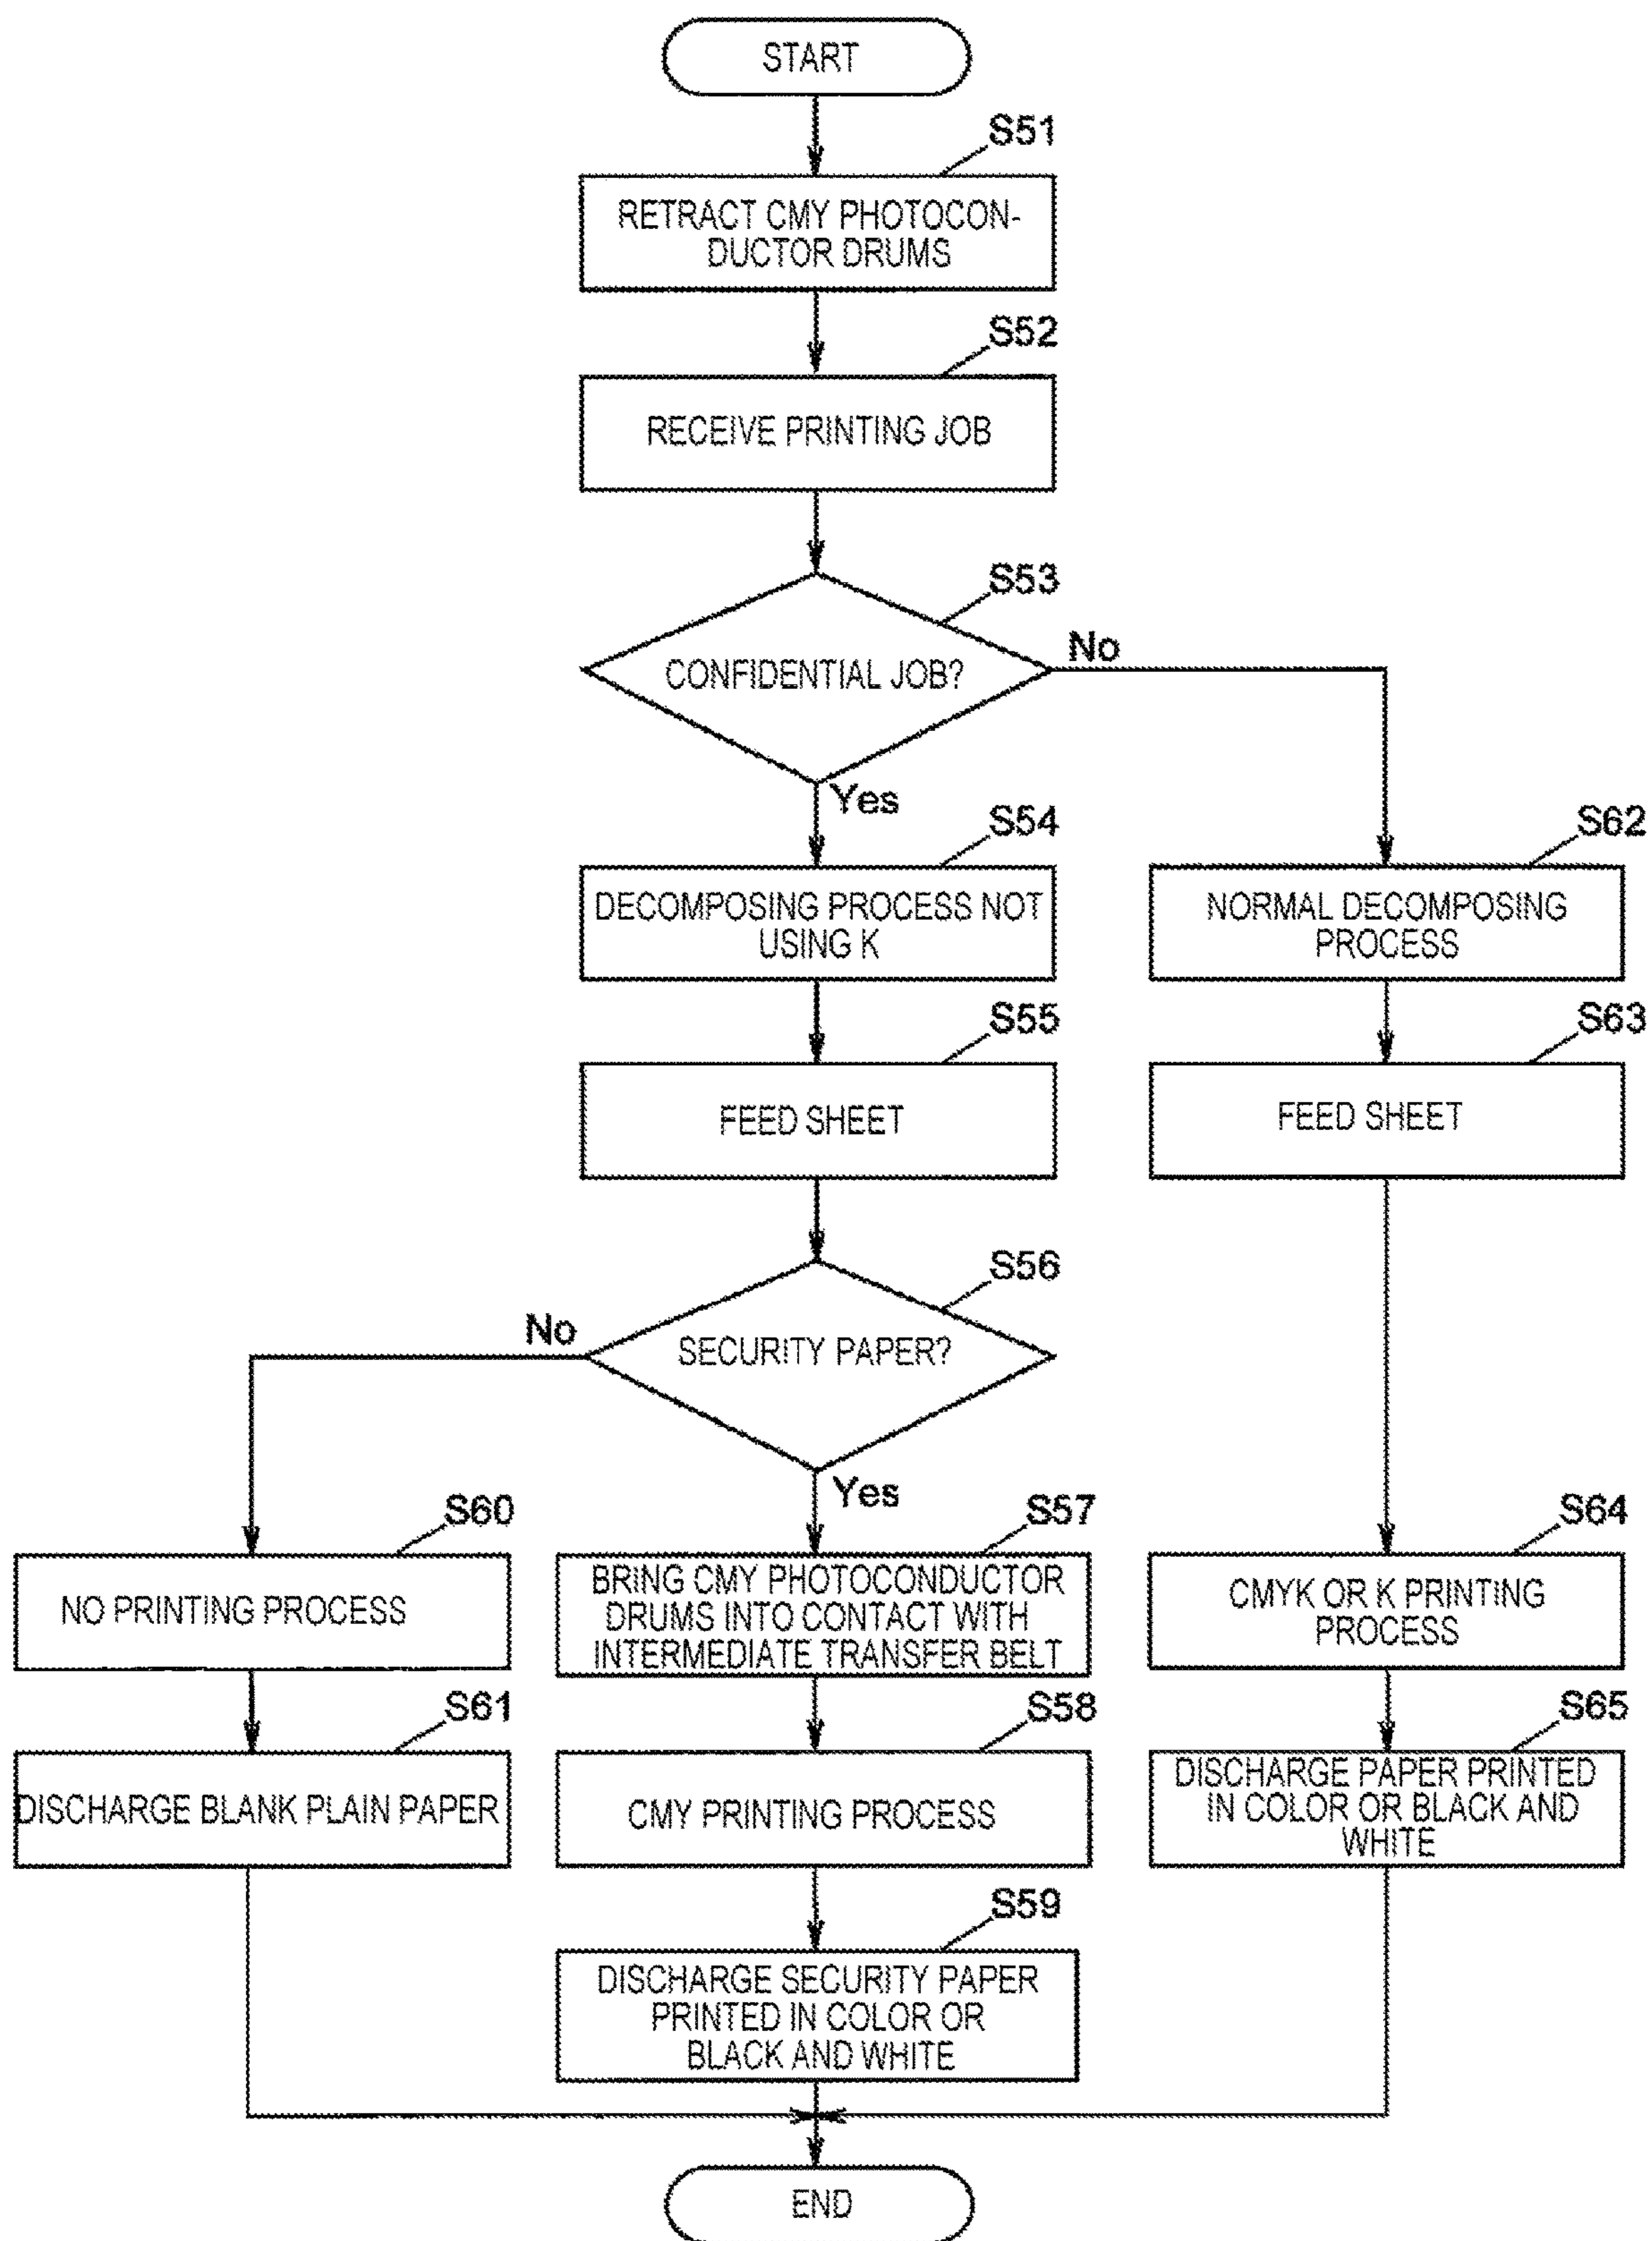 START
S51
RETRACT CMY PHOTOCON-
DUCTOR DRUMS
S52
RECEIVE PRINTING JOB
S53
CONFIDENTIAL JOB?
No
Yes
S54
DECOMPOSING PROCESS NOT
USING K
S62
NORMAL DECOMPOSING
PROCESS
S55
FEED SHEET
S63
FEED SHEET
S56
SECURITY PAPER?
No
Yes
S60
NO PRINTING PROCESS
S57
BRING CMY PHOTOCONDUCTOR
DRUMS INTO CONTACT WITH
INTERMEDIATE TRANSFER BELT
S64
CMYK OR K PRINTING
PROCESS
S61
DISCHARGE BLANK PLAIN PAPER
S58
CMY PRINTING PROCESS
S65
DISCHARGE PAPER PRINTED
IN COLOR OR BLACK AND
WHITE
S59
DISCHARGE SECURITY PAPER
PRINTED IN COLOR OR
BLACK AND WHITE
END